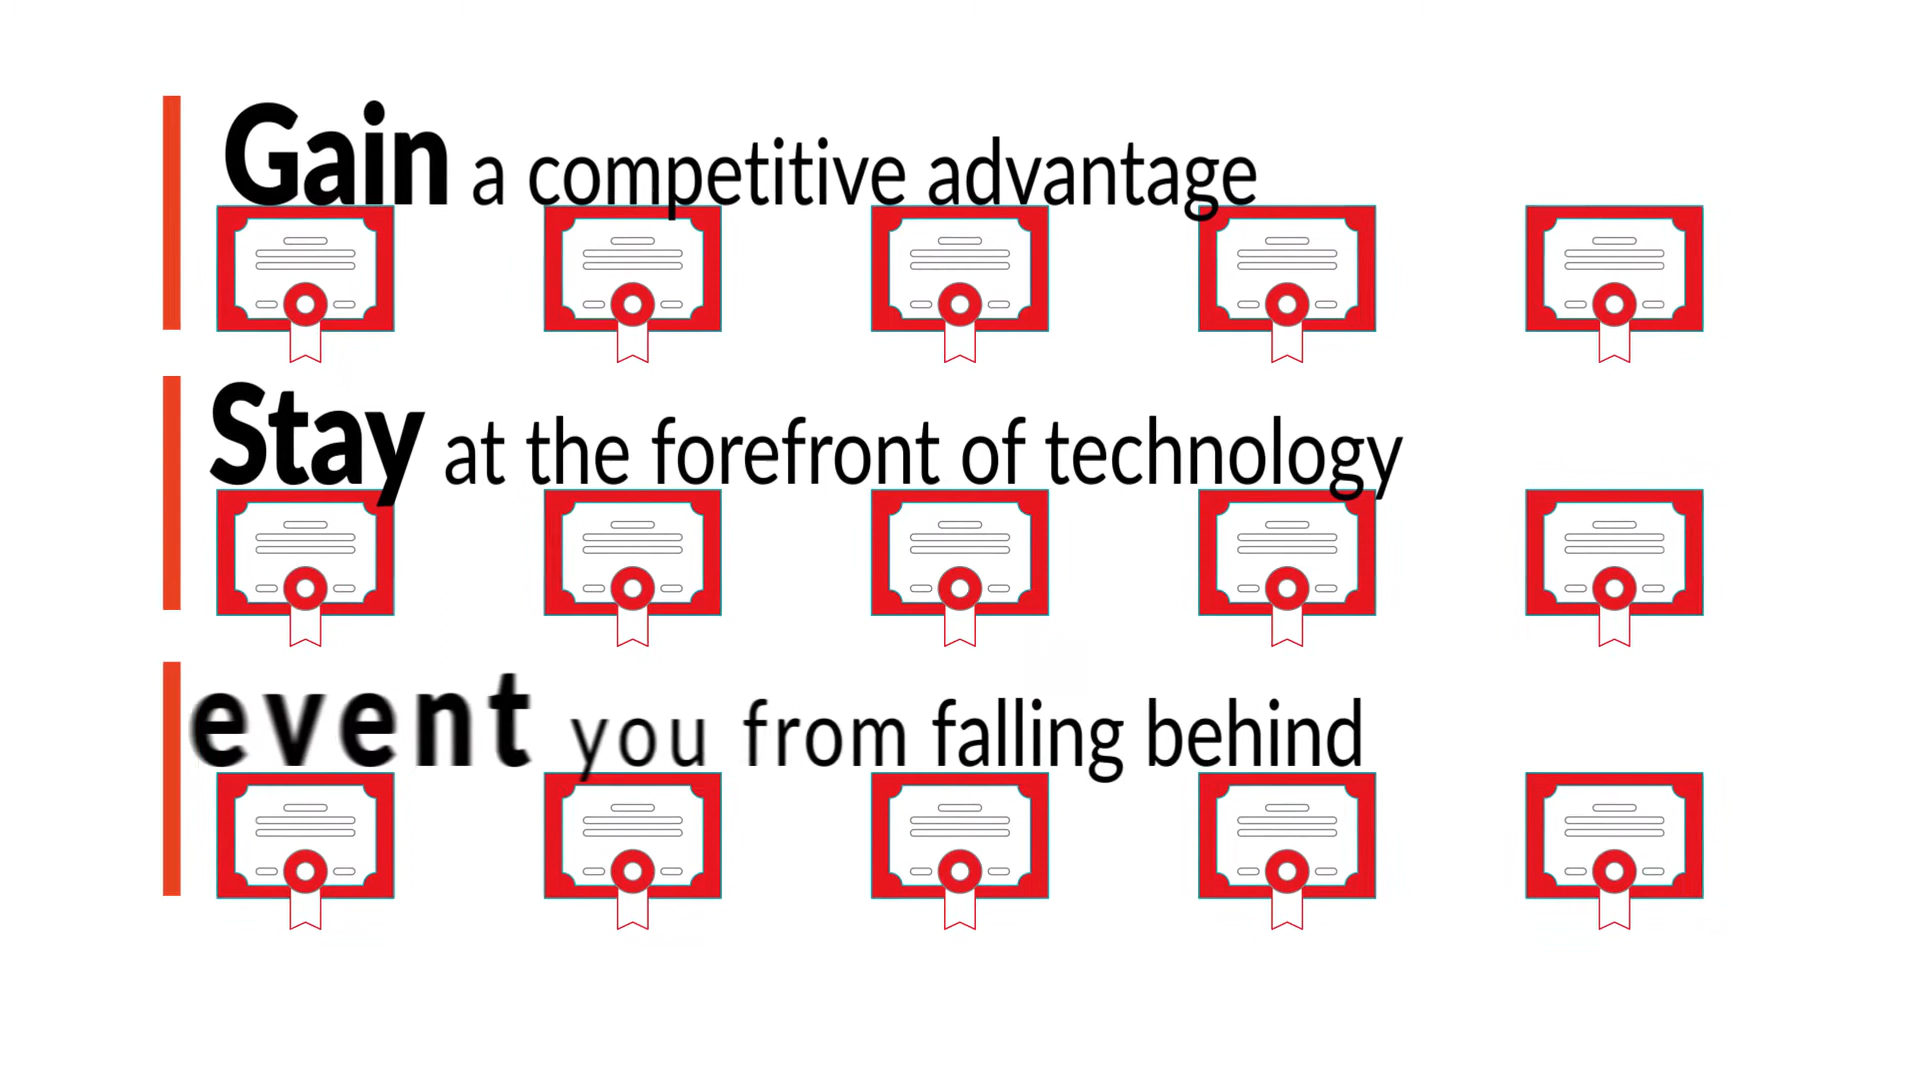 Gain a competitive advantage
Stay at the forefront of technology
event you from falling behind